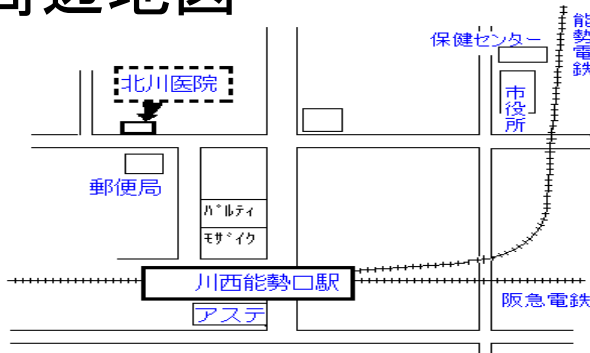 周辺地図
保健センター
能勢電鉄
北川医院
市役所
郵便局
パルティ
モザイク
川西能勢口駅
阪急電鉄
アステ